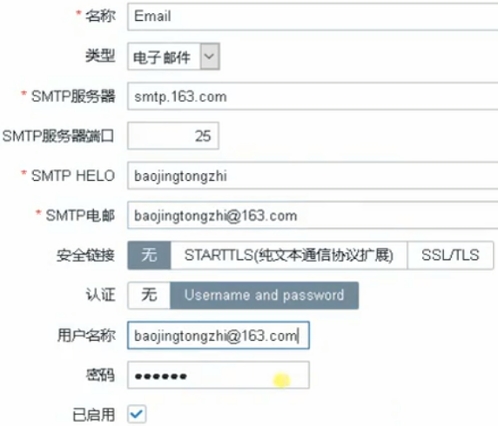 * 名称 Email
类型 电子邮件
* SMTP服务器 smtp.163.com
SMTP服务器端口 25
* SMTP HELO baojingtongzhi
* SMTP电邮 baojingtongzhi@163.com
安全链接 无 STARTTLS(纯文本通信协议扩展) SSL/TLS
认证 无 Username and password
用户名称 baojingtongzhi@163.com
密码 ••••••
已启用